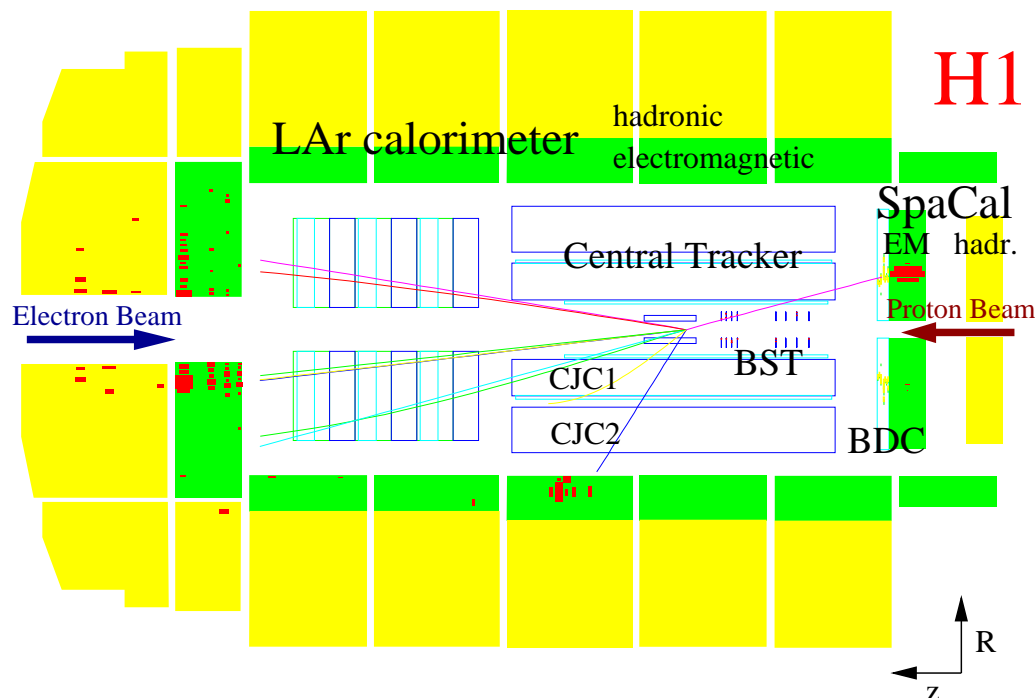 H1
hadronic
LAr calorimeter
electromagnetic
SpaCal
EM hadr.
Central Tracker
Electron Beam
Proton Beam
BST
CJC1
CJC2
BDC
R
z